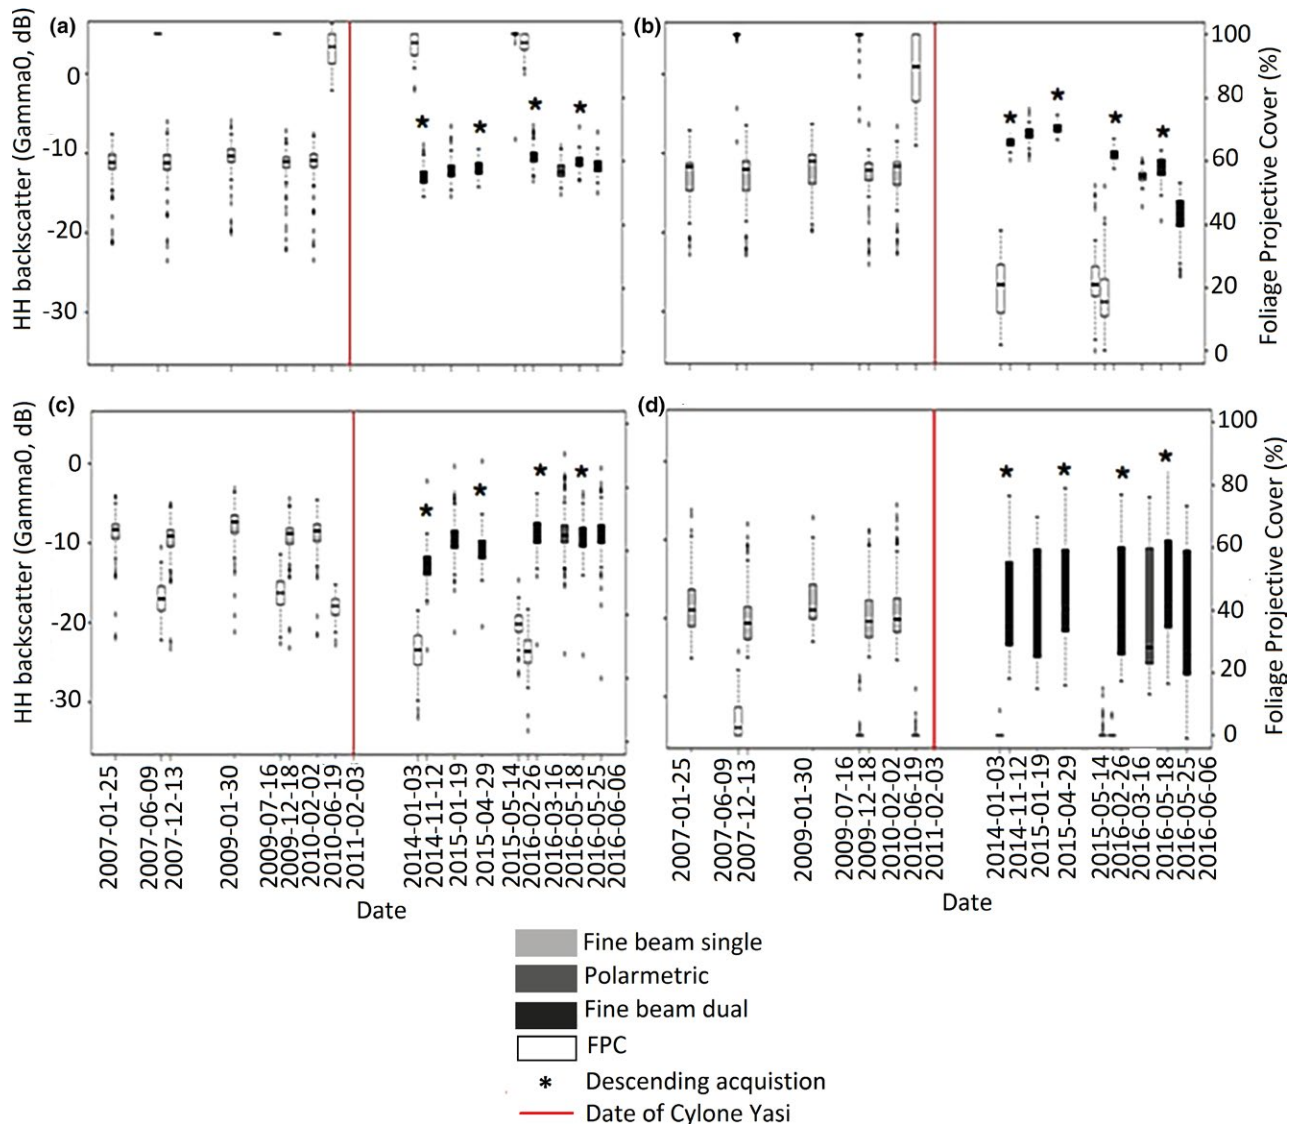 (a)
(b)
HH backscatter (Gamma0, dB)
0
-10
-20
-30
100
80
60
40
20
0
Foliage Projective Cover (%)
* * * *
* * * *
(c)
(d)
HH backscatter (Gamma0, dB)
0
-10
-20
-30
100
80
60
40
20
0
Foliage Projective Cover (%)
* * * *
* * * *
2007-01-25
2007-06-09
2007-12-13
2009-01-30
2009-07-16
2009-12-18
2010-02-02
2010-06-19
2011-02-03
2014-01-03
2014-11-12
2015-01-19
2015-04-29
2015-05-14
2016-02-26
2016-03-16
2016-05-18
2016-05-25
2016-06-06
Date
2007-01-25
2007-06-09
2007-12-13
2009-01-30
2009-07-16
2009-12-18
2010-02-02
2010-06-19
2011-02-03
2014-01-03
2014-11-12
2015-01-19
2015-04-29
2015-05-14
2016-02-26
2016-03-16
2016-05-18
2016-05-25
2016-06-06
Date
Fine beam single
Polarmetric
Fine beam dual
FPC
* Descending acquistion
Date of Cylone Yasi